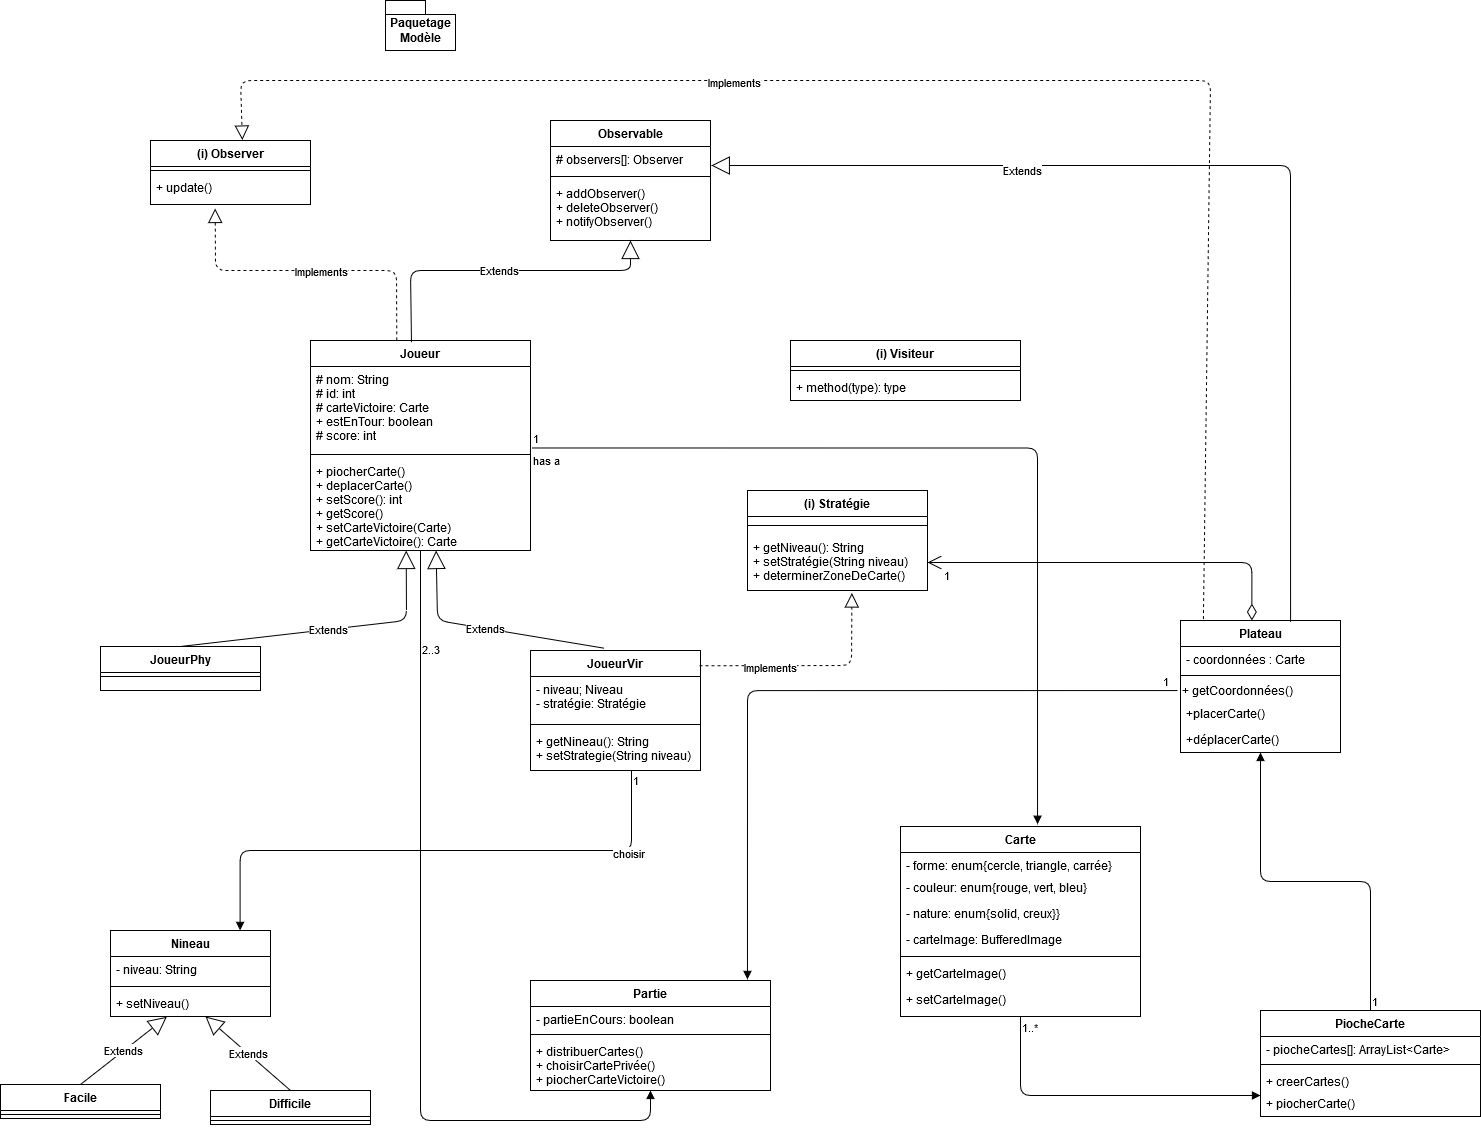 Paquetage
Modèle
Implements
(i) Observer
+ update()
Observable
# observers[]: Observer
+ addObserver()
+ deleteObserver()
+ notifyObserver()
Extends
Implements
Extends
Joueur
# nom: String
# id: int
# carteVictoire: Carte
+ estEnTour: boolean
# score: int
+ piocherCarte()
+ deplacerCarte()
+ setScore(): int
+ getScore()
+ setCarteVictoire(Carte)
+ getCarteVictoire(): Carte
(i) Visiteur
+ method(type): type
1
has a
(i) Stratégie
+ getNiveau(): String
+ setStratégie(String niveau)
+ determinerZoneDeCarte()
1
Extends
Extends
2..3
JoueurPhy
JoueurVir
- niveau; Niveau
- stratégie: Stratégie
+ getNineau(): String
+ setStrategie(String niveau)
Implements
Plateau
- coordonnées : Carte
+ getCoordonnées()
+placerCarte()
+déplacerCarte()
1
1
choisir
Carte
- forme: enum{cercle, triangle, carrée}
- couleur: enum{rouge, vert, bleu}
- nature: enum{solid, creux}}
- carteImage: BufferedImage
+ getCarteImage()
+ setCarteImage()
1..*
Nineau
- niveau: String
+ setNiveau()
Extends
Extends
Facile
Difficile
Partie
- partieEnCours: boolean
+ distribuerCartes()
+ choisirCartePrivée()
+ piocherCarteVictoire()
1
PiocheCarte
- piocheCartes[]: ArrayList<Carte>
+ creerCartes()
+ piocherCarte()